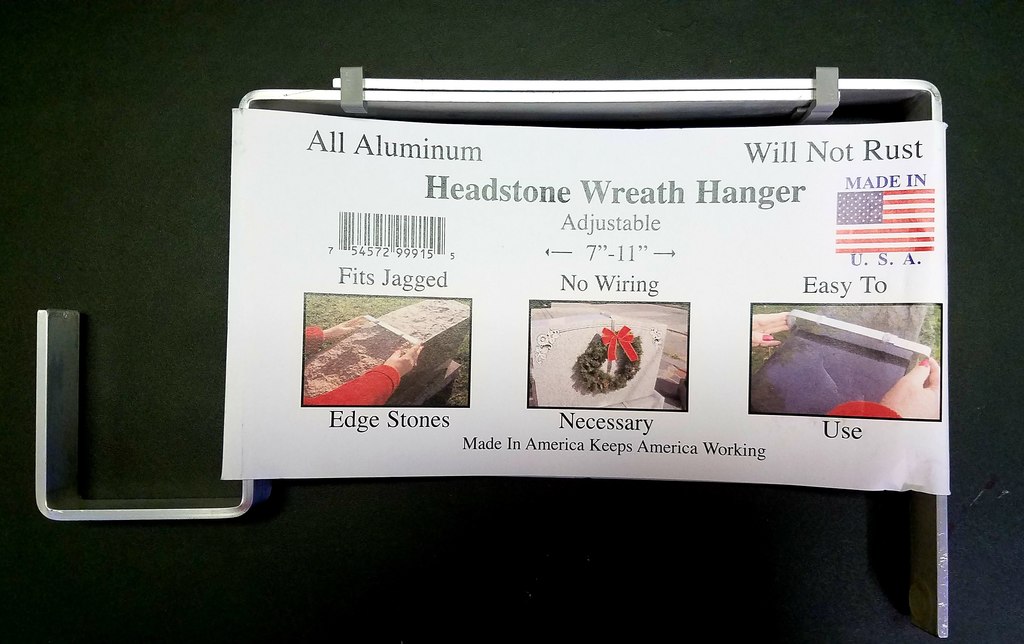 All Aluminum
Will Not Rust
Headstone Wreath Hanger
MADE IN
U. S. A.
Adjustable
7"-11"
7 54572 99915 5
Fits Jagged
Edge Stones
No Wiring
Necessary
Easy To
Use
Made In America Keeps America Working